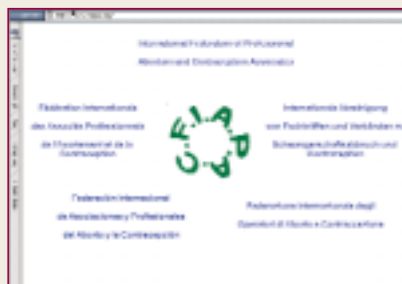 International Federation of Professional
Abortion and Contraception Associates
Fédération Internationale
des Associés Professionnels
de l'Avortement et de la
Contraception
FIAPAC
Internationale Vereinigung
von Fachkräften und Verbänden
Schwangerschaftsabbruch und
Kontrazeption
Federación Internacional
de Asociaciones y Profesionales
del Aborto y la Contracepción
Federazione Internazionale degli
Operatori di Aborto e Contraccezione